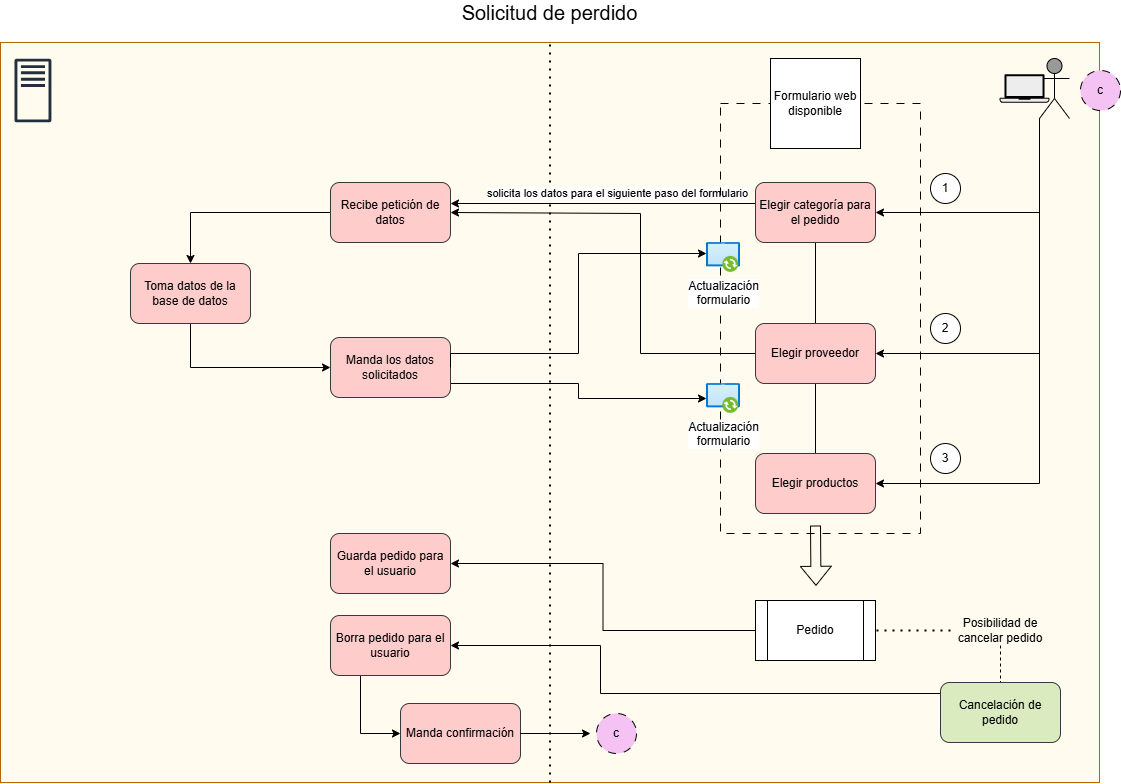 Solicitud de perdido
Formulario web
disponible
c
1
solicita los datos para el siguiente paso del formulario
Recibe petición de
datos
Elegir categoría para
el pedido
Toma datos de la
base de datos
Actualización
formulario
2
Manda los datos
solicitados
Elegir proveedor
Actualización
formulario
3
Elegir productos
Guarda pedido para
el usuario
Pedido
Posibilidad de
cancelar pedido
Borra pedido para el
usuario
Cancelación de
pedido
Manda confirmación
c